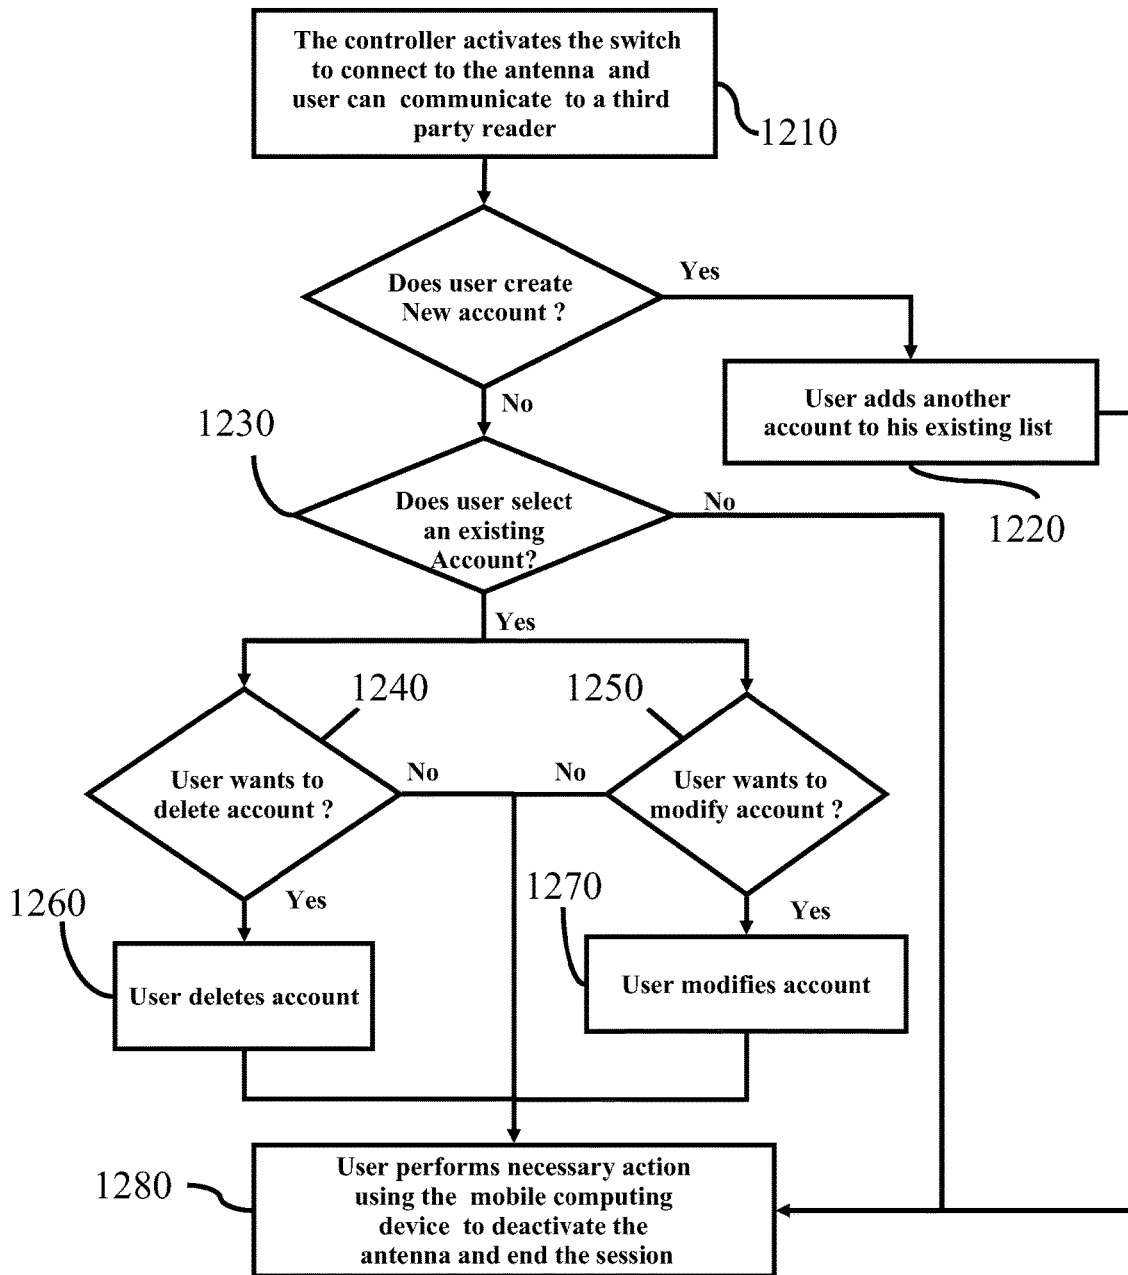 The controller activates the switch
to connect to the antenna and
user can communicate to a third
party reader
1210
Does user create
New account ?
Yes
No
User adds another
account to his existing list
1220
1230
Does user select
an existing
Account?
No
Yes
1240
1250
User wants to
delete account ?
No
No
User wants to
modify account ?
Yes
1260
User deletes account
1270
Yes
User modifies account
1280
User performs necessary action
using the mobile computing
device to deactivate the
antenna and end the session